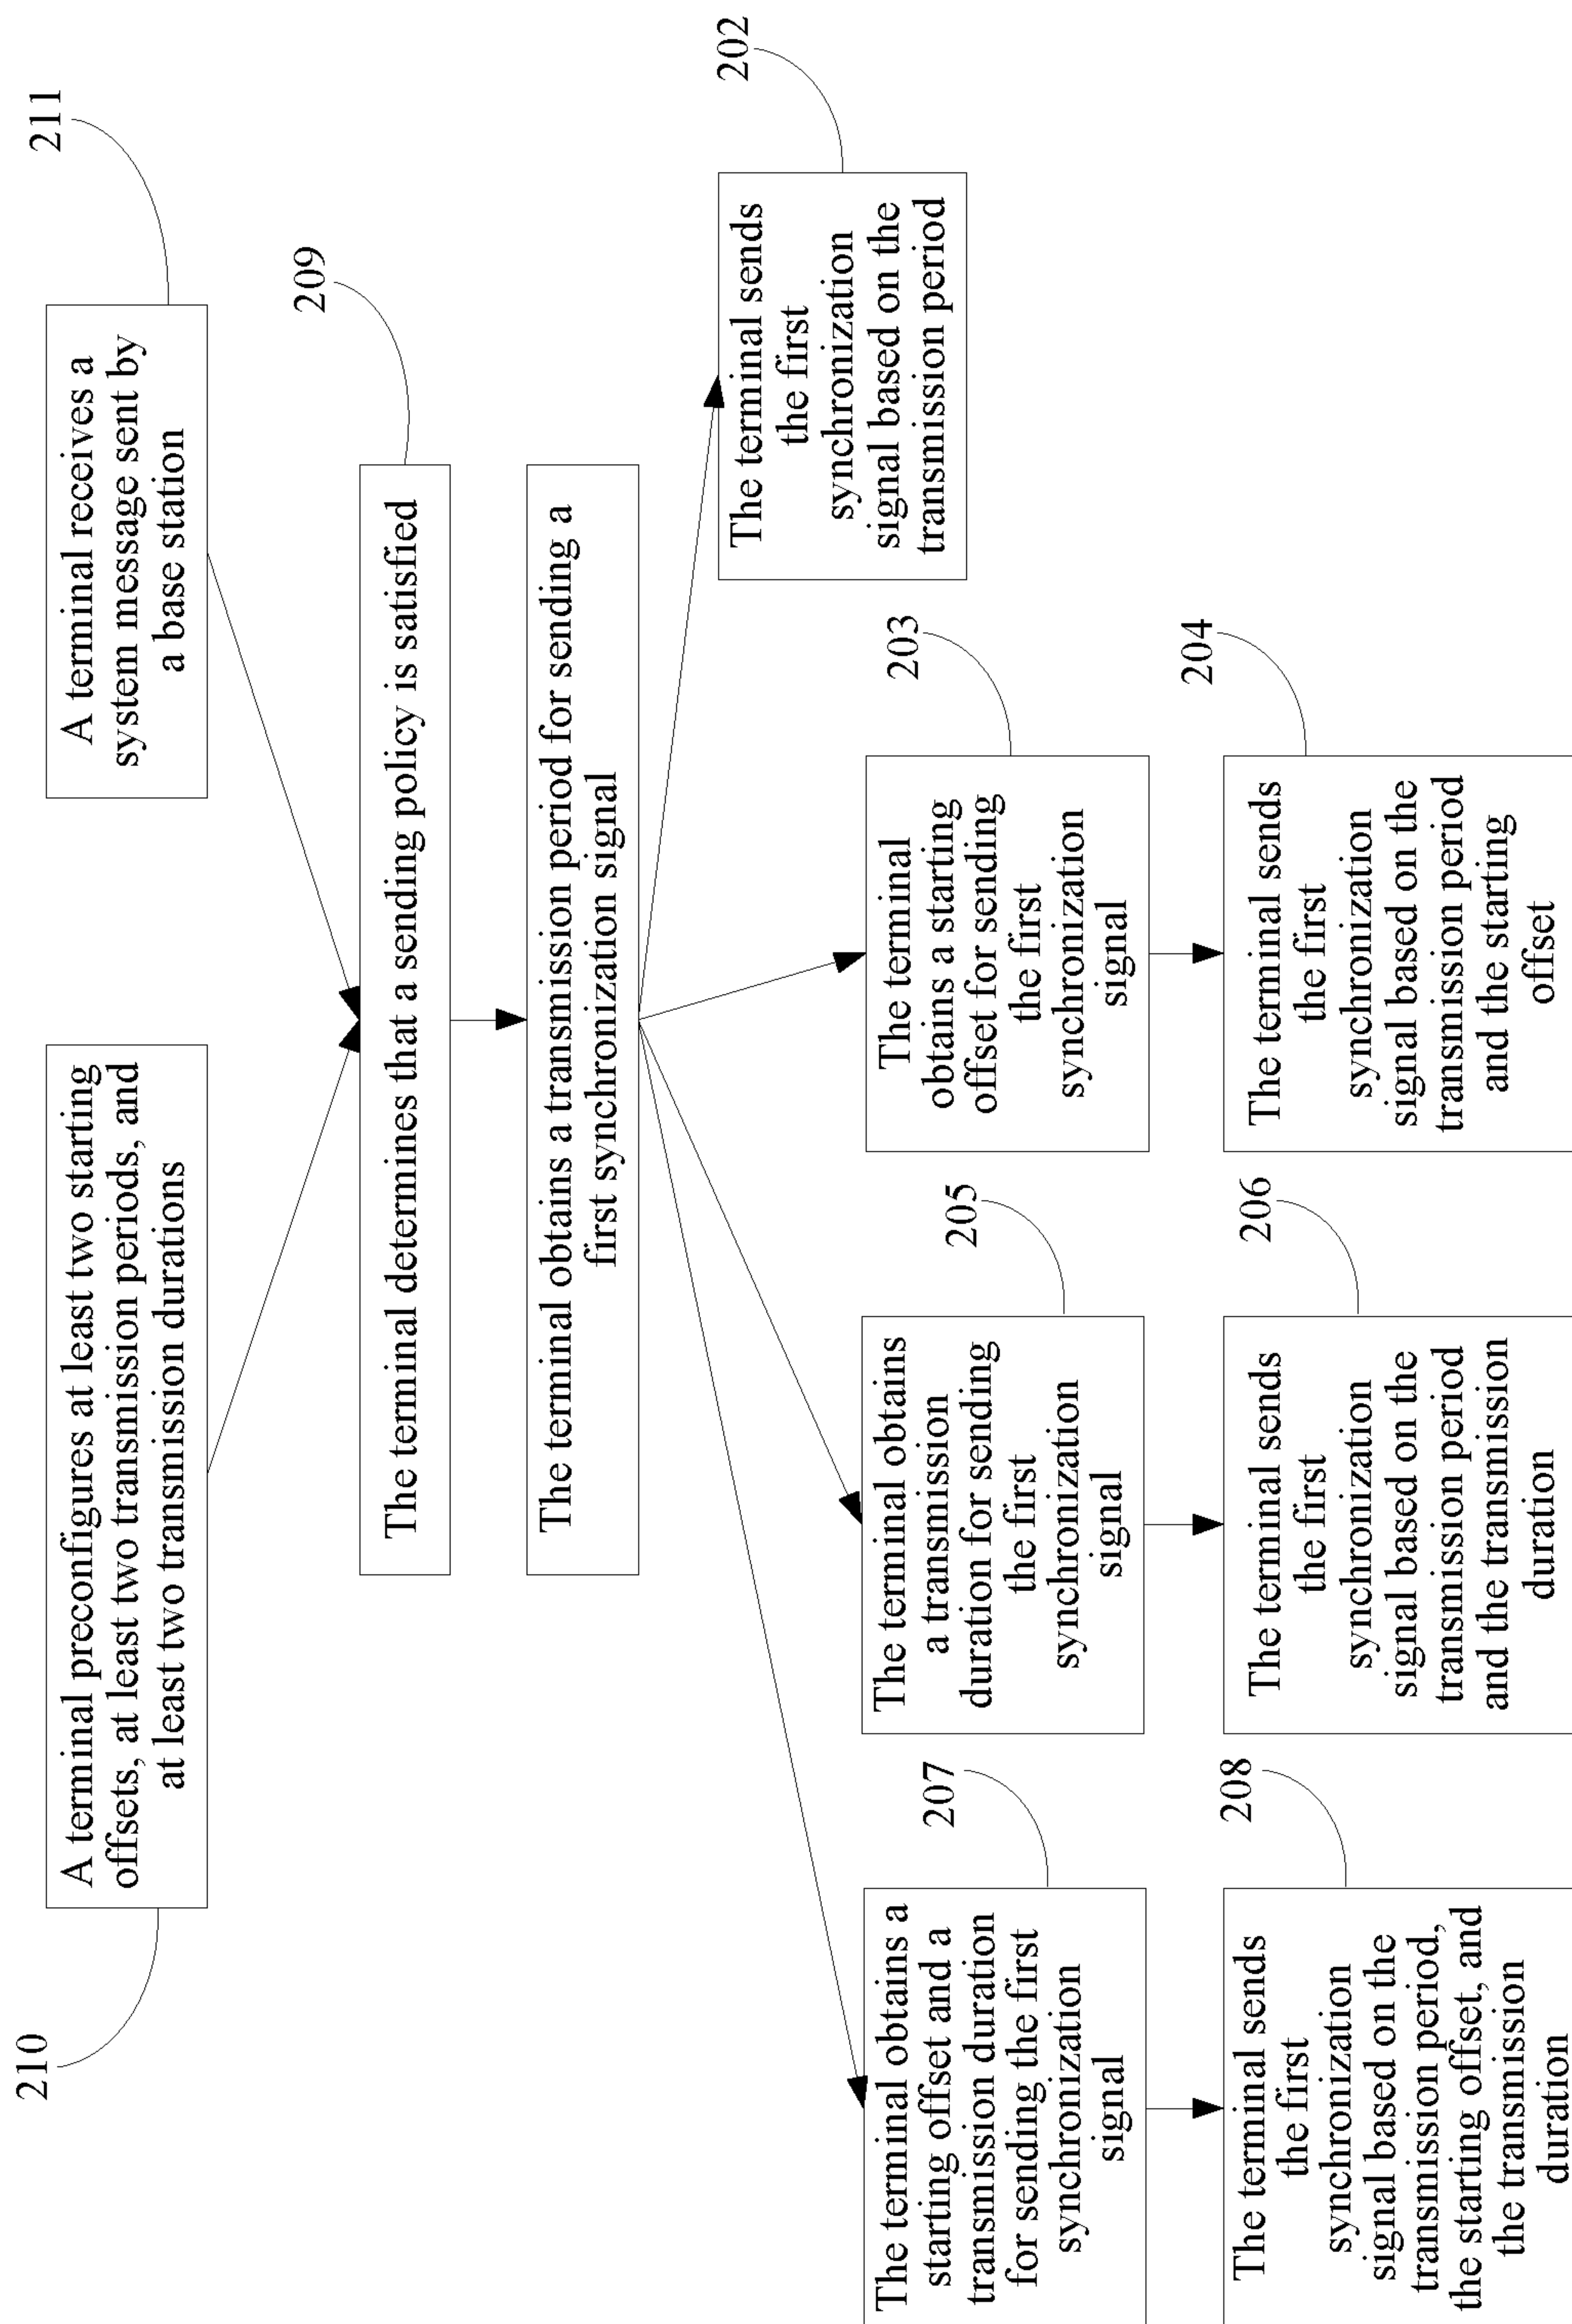 210
A terminal preconfigures at least two starting
offsets, at least two transmission periods, and
at least two transmission durations
211
A terminal receives a
system message sent by
a base station
209
The terminal determines that a sending policy is satisfied
The terminal obtains a transmission period for sending a
first synchronization signal
202
The terminal sends
the first
synchronization
signal based on the
transmission period
207
The terminal obtains a
starting offset and a
transmission duration
for sending the first
synchronization
signal
205
The terminal obtains
a transmission
duration for sending
the first
synchronization
signal
203
The terminal
obtains a starting
offset for sending
the first
synchronization
signal
208
The terminal sends
the first
synchronization
signal based on the
transmission period,
the starting offset, and
the transmission
duration
206
The terminal sends
the first
synchronization
signal based on the
transmission period
and the transmission
duration
204
The terminal sends
the first
synchronization
signal based on the
transmission period
and the starting
offset